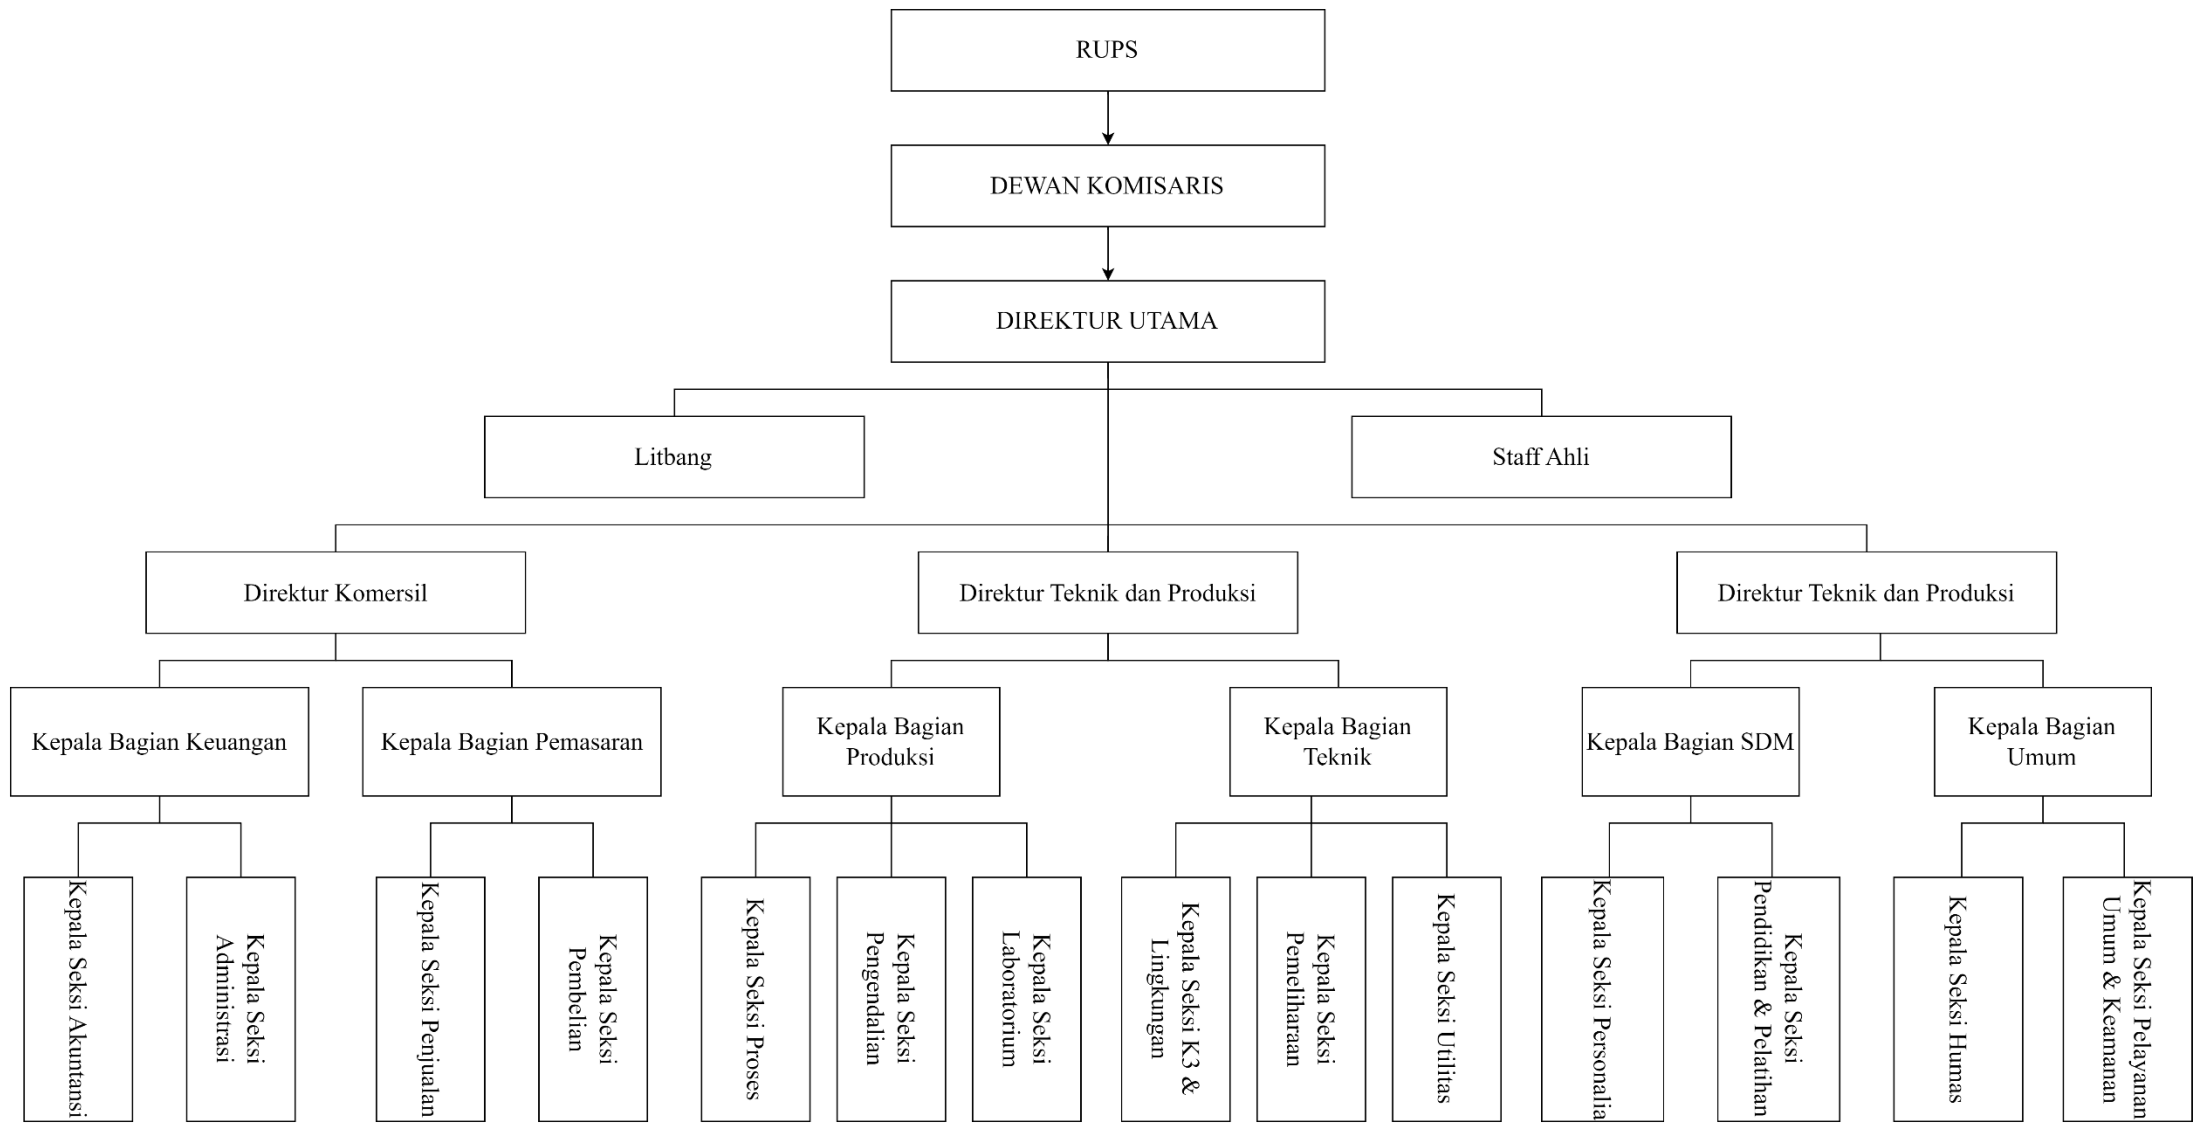 RUPS
DEWAN KOMISARIS
DIREKTUR UTAMA
Litbang
Staff Ahli
Direktur Komersil
Direktur Teknik dan Produksi
Direktur Teknik dan Produksi
Kepala Bagian Keuangan
Kepala Bagian Pemasaran
Kepala Bagian
Produksi
Kepala Bagian
Teknik
Kepala Bagian SDM
Kepala Bagian
Umum
Kepala Seksi Akuntansi
Kepala Seksi
Administrasi
Kepala Seksi Penjualan
Kepala Seksi
Pembelian
Kepala Seksi Proses
Kepala Seksi
Pengendalian
Kepala Seksi
Laboratorium
Kepala Seksi K3 &
Lingkungan
Kepala Seksi
Pemeliharaan
Kepala Seksi Utilitas
Kepala Seksi Personalia
Kepala Seksi
Pendidikan & Pelatihan
Kepala Seksi Humas
Kepala Seksi Pelayanan
Umum & Keamanan